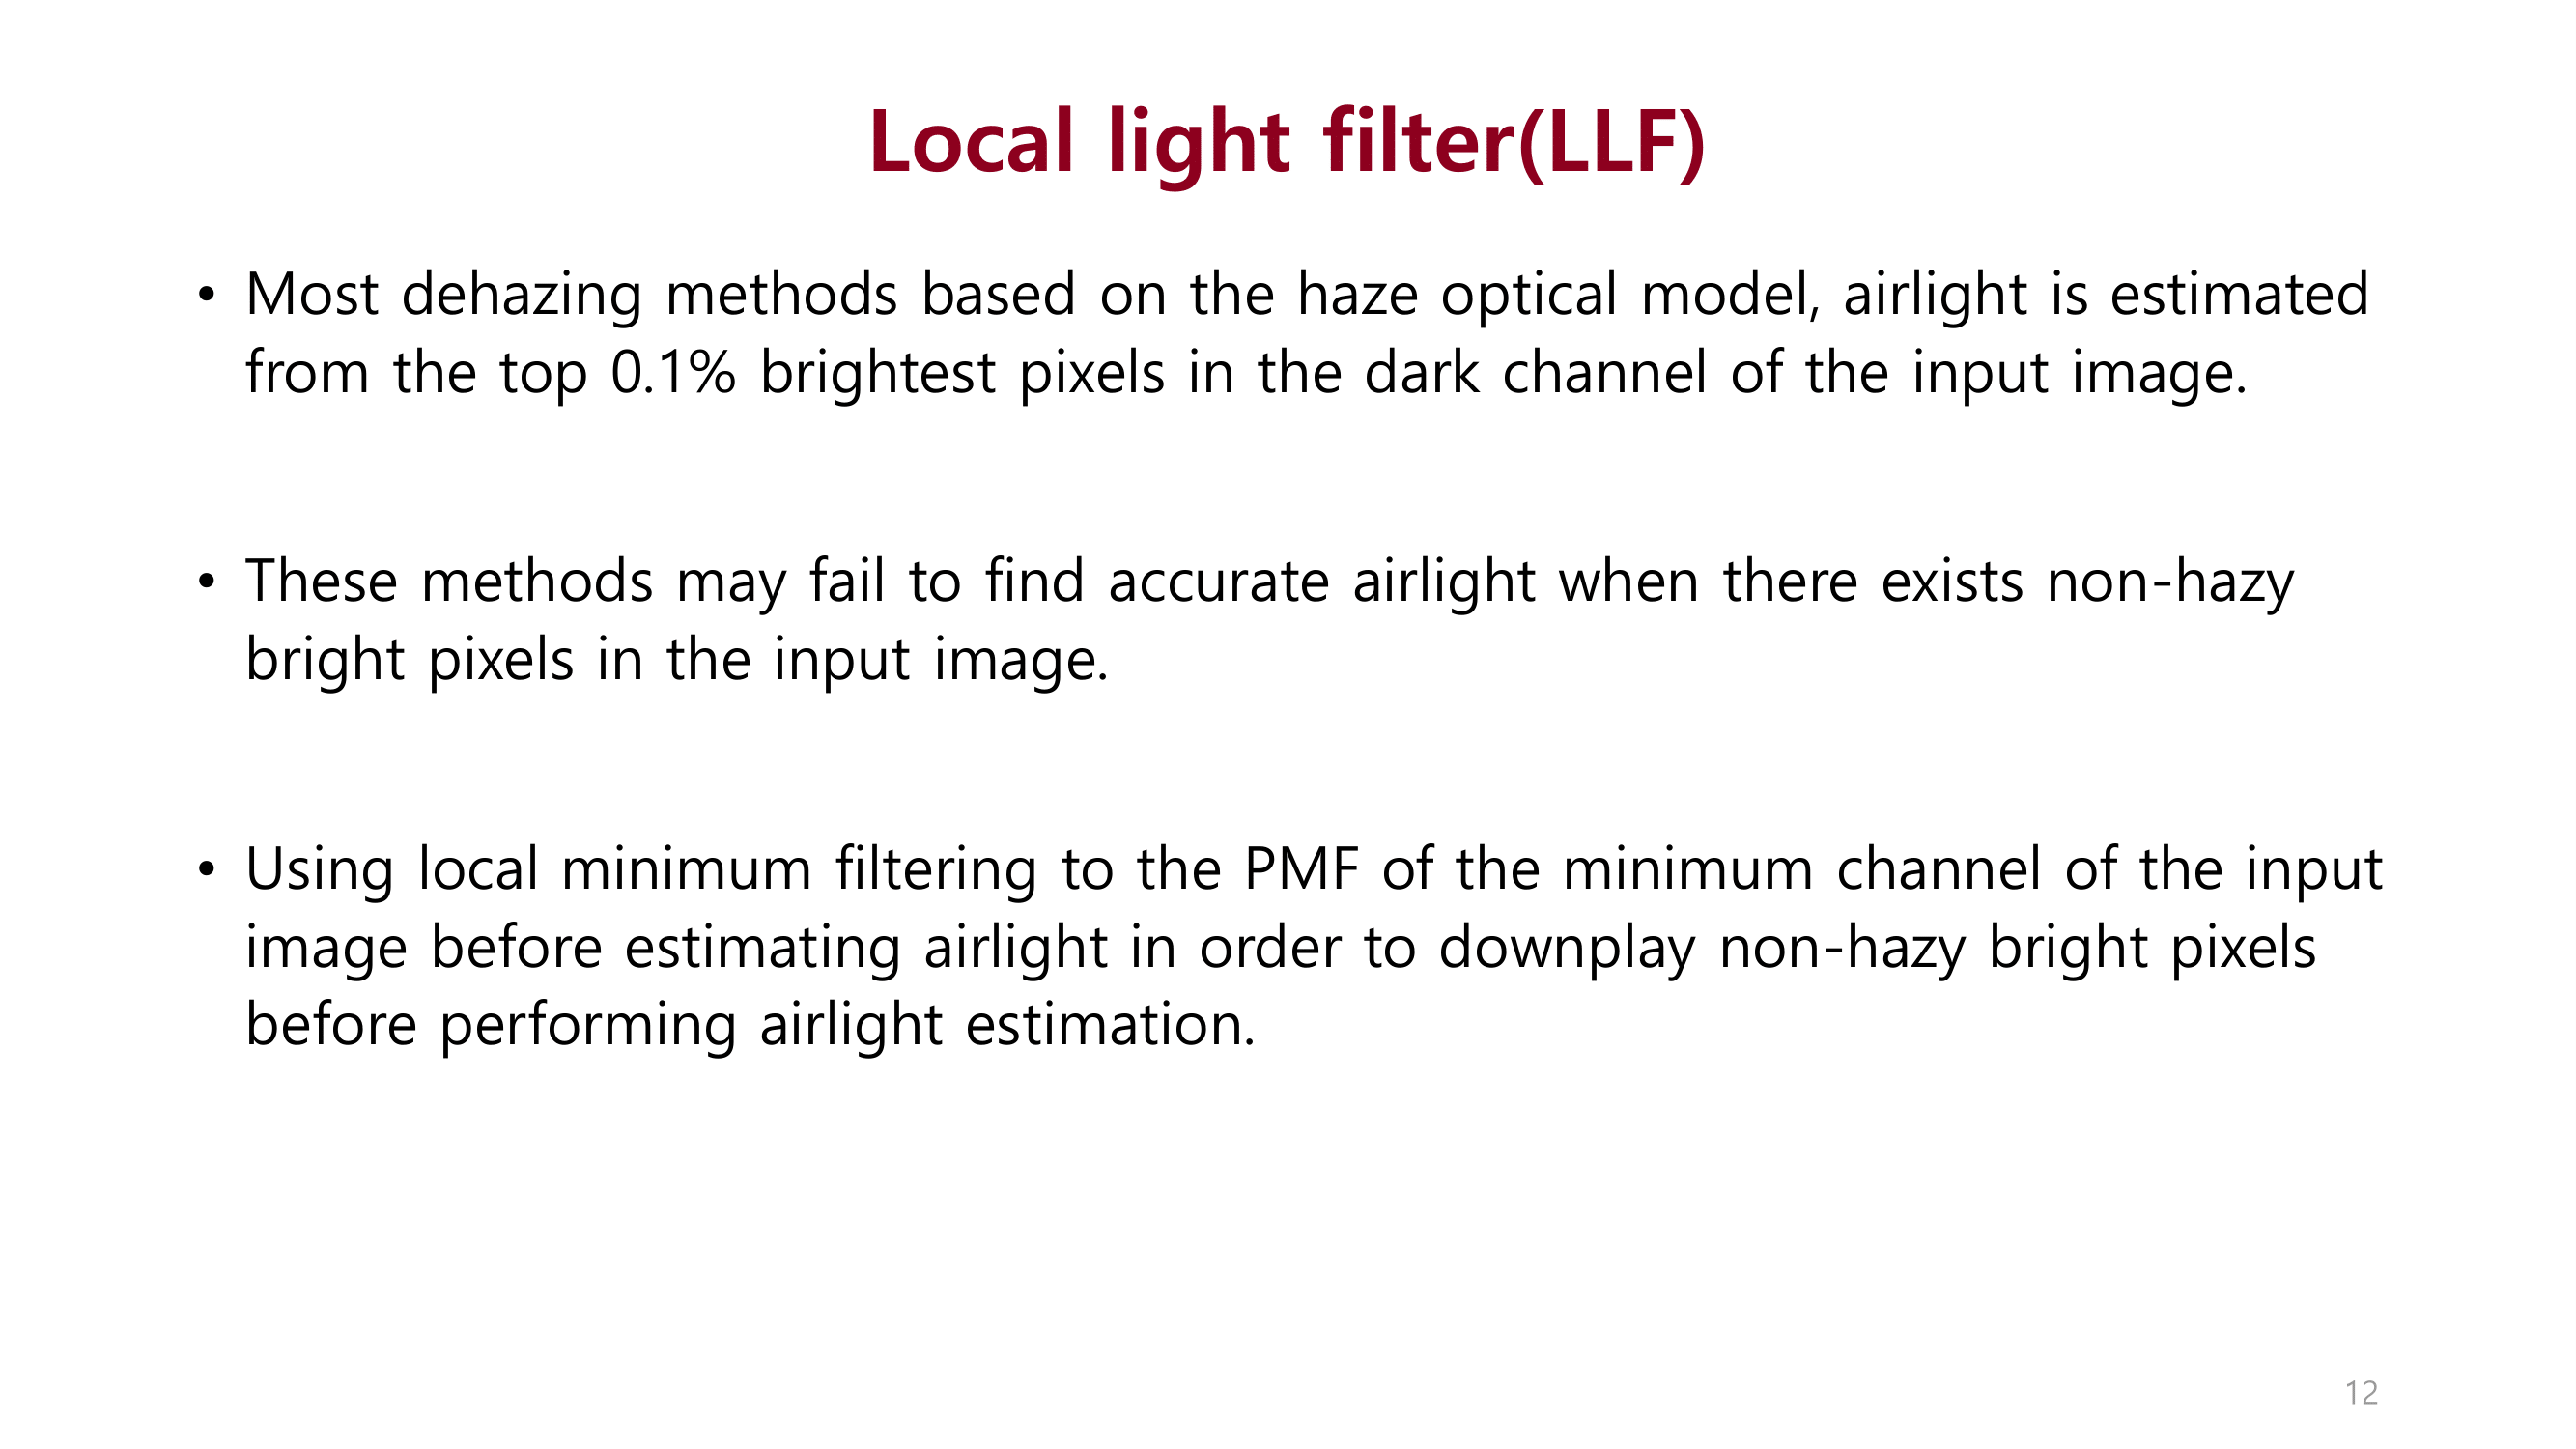 Local light filter(LLF)
• Most dehazing methods based on the haze optical model, airlight is estimated
from the top 0.1% brightest pixels in the dark channel of the input image.
• These methods may fail to find accurate airlight when there exists non-hazy
bright pixels in the input image.
• Using local minimum filtering to the PMF of the minimum channel of the input
image before estimating airlight in order to downplay non-hazy bright pixels
before performing airlight estimation.
12